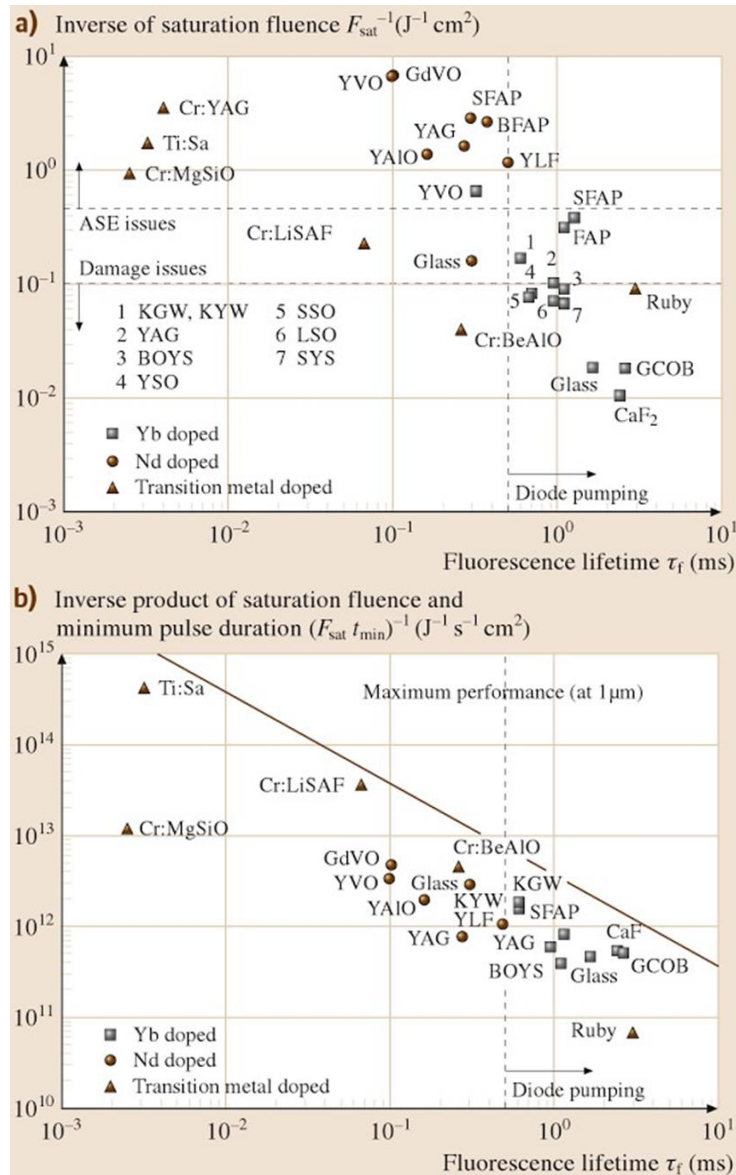 a) Inverse of saturation fluence F_sat⁻¹(J⁻¹ cm²)
10¹
GdVO
YVO
SFAP
Cr:YAG
BFAP
YAG
Ti:Sa
YAlO
YLF
10⁰
Cr:MgSiO
SFAP
YVO
ASE issues
FAP
Cr:LiSAF
1
2
Glass
4
3
Damage issues
10⁻¹
5
6
7
Ruby
1 KGW, KYW 5 SSO
2 YAG 6 LSO
3 BOYS 7 SYS
4 YSO
Cr:BeAlO
Glass
GCOB
10⁻²
CaF₂
Yb doped
Nd doped
Transition metal doped
Diode pumping
10⁻³
10⁻³ 10⁻² 10⁻¹ 10⁰ 10¹
Fluorescence lifetime τ_f (ms)
b) Inverse product of saturation fluence and
minimum pulse duration (F_sat t_min)⁻¹ (J⁻¹ s⁻¹ cm²)
10¹⁵
Ti:Sa
Maximum performance (at 1μm)
10¹⁴
Cr:LiSAF
10¹³
Cr:MgSiO
Cr:BeAlO
GdVO
YVO
Glass
KGW
KYW
YAlO
SFAP
10¹²
YLF
YAG
YAG
CaF
BOYS
Glass
GCOB
10¹¹
Ruby
Yb doped
Nd doped
Transition metal doped
Diode pumping
10¹⁰
10⁻³ 10⁻² 10⁻¹ 10⁰ 10¹
Fluorescence lifetime τ_f (ms)